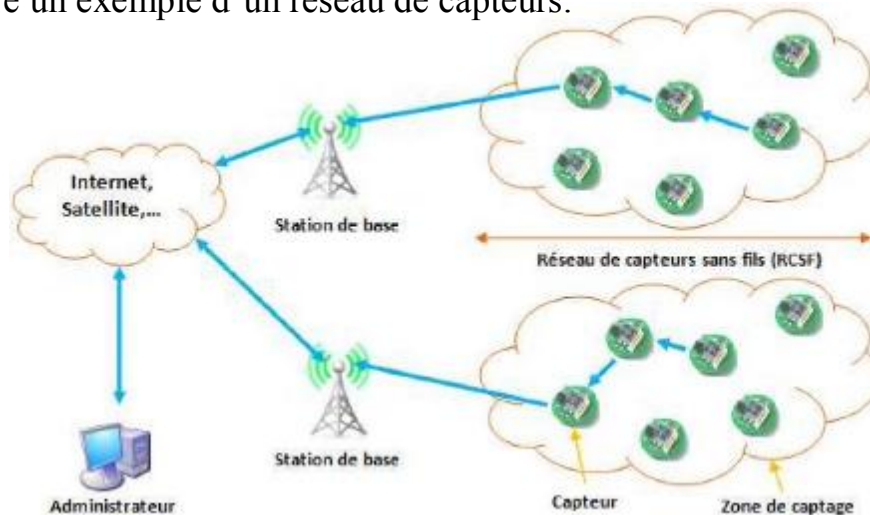 e un exemple d'un réseau de capteurs.
Internet,
Satellite,...
Station de base
Réseau de capteurs sans fils (RCSF)
Station de base
Administrateur
Capteur
Zone de captage